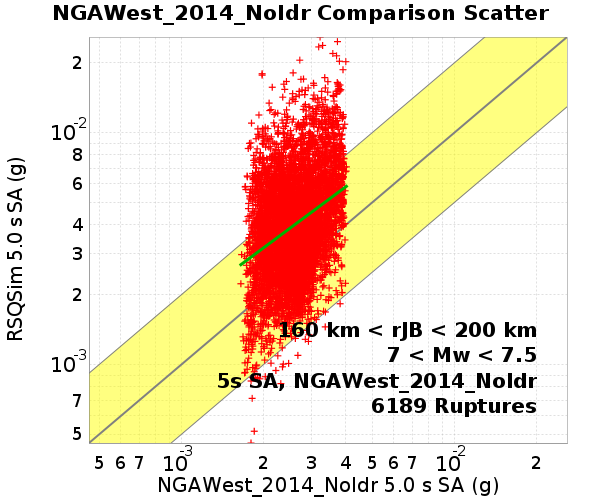 NGAWest_2014_NoIdr Comparison Scatter
RSQSim 5.0 s SA (g)
2
10-2
8
6
4
3
2
10-3
7
5
160 km < rJB < 200 km
7 < Mw < 7.5
5s SA, NGAWest_2014_NoIdr
6189 Ruptures
5 6 7 10-3 2 3 4 5 6 7 10-2 2
NGAWest_2014_NoIdr 5.0 s SA (g)